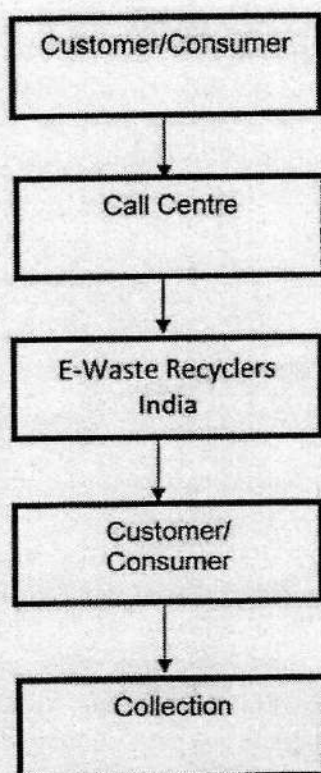 Customer/Consumer
Call Centre
E-Waste Recyclers
India
Customer/
Consumer
Collection